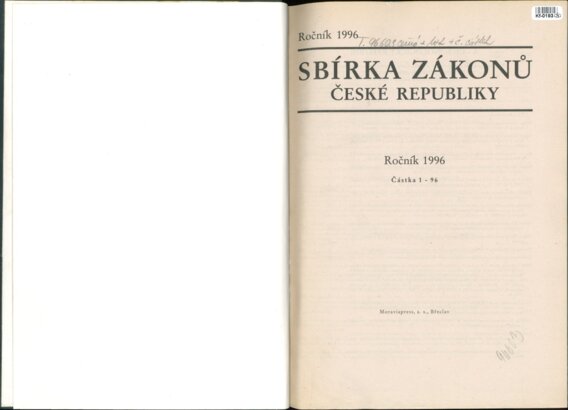 Ročník 1996
SBÍRKA ZÁKONŮ
ČESKÉ REPUBLIKY
Ročník 1996
Částka 1 - 96
Moraviapress, a. s., Břeclav